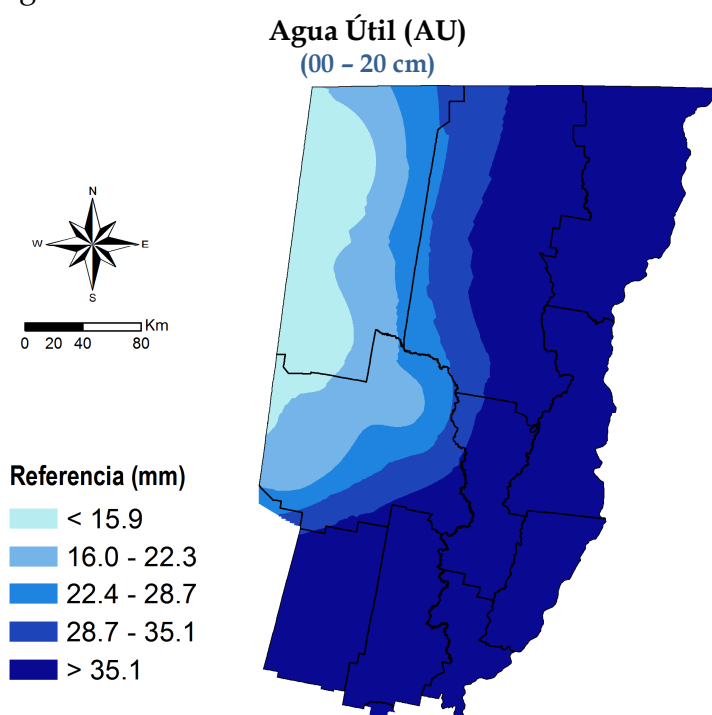 Agua Útil (AU)
(00 – 20 cm)
N
W
E
S
Km
0 20 40 80
Referencia (mm)
< 15.9
16.0 - 22.3
22.4 - 28.7
28.7 - 35.1
> 35.1